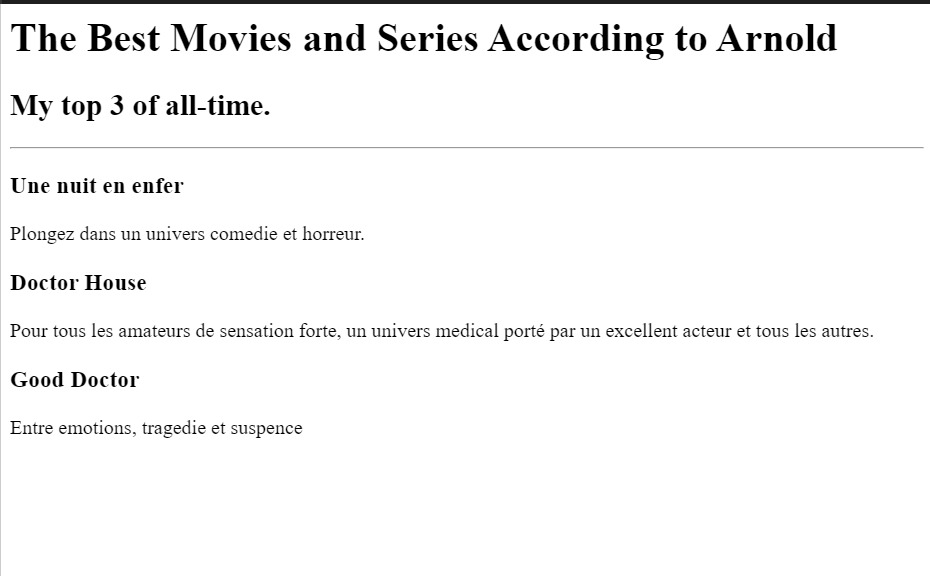 The Best Movies and Series According to Arnold
My top 3 of all-time.
Une nuit en enfer
Plongez dans un univers comedie et horreur.
Doctor House
Pour tous les amateurs de sensation forte, un univers medical porté par un excellent acteur et tous les autres.
Good Doctor
Entre emotions, tragedie et suspence